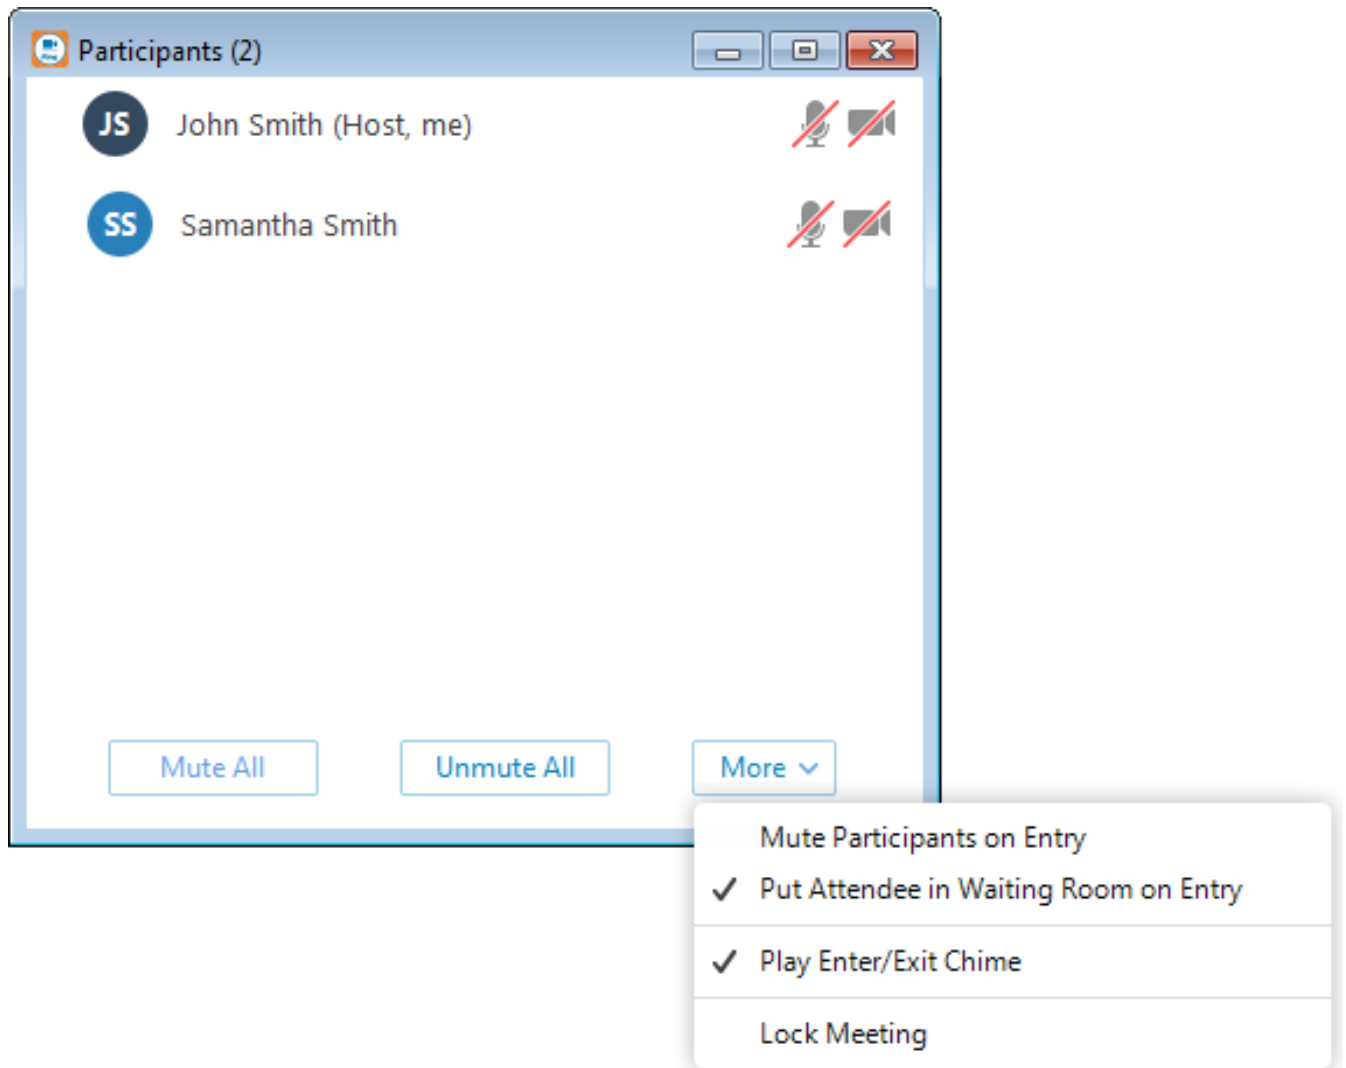 Participants (2)
JS John Smith (Host, me)
SS Samantha Smith
Mute All Unmute All More
Mute Participants on Entry
Put Attendee in Waiting Room on Entry
Play Enter/Exit Chime
Lock Meeting